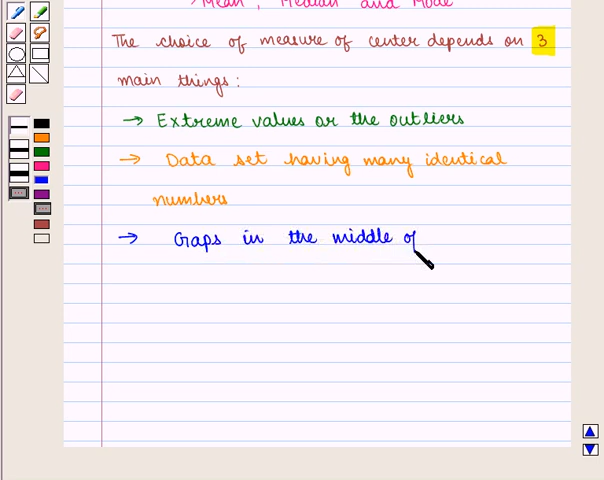 Mean, Median and Mode
The choice of measure of center depends on 3
main things:
→ Extreme values or the outliers
→ Data set having many identical
numbers
→ Gaps in the middle of